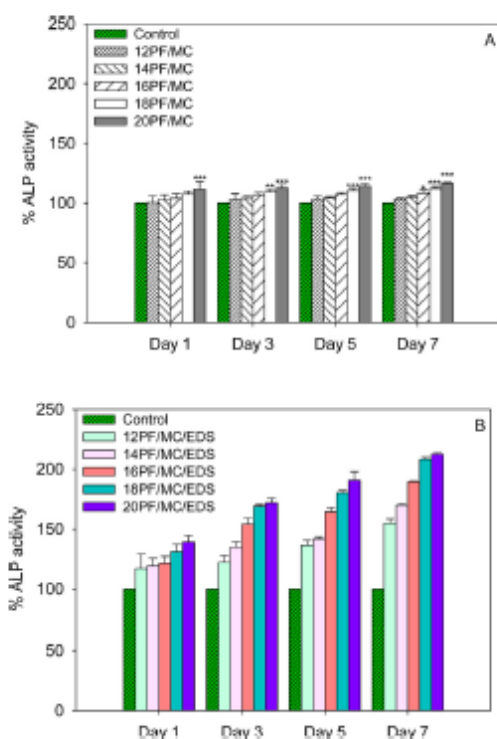 250
A
Control
12PF/MC
200
14PF/MC
16PF/MC
18PF/MC
150
20PF/MC
% ALP activity
***
** ***
*** ***
* *** ***
100
50
0
Day 1 Day 3 Day 5 Day 7
250
B
Control
12PF/MC/EDS
200
14PF/MC/EDS
16PF/MC/EDS
18PF/MC/EDS
150
20PF/MC/EDS
% ALP activity
100
50
0
Day 1 Day 3 Day 5 Day 7